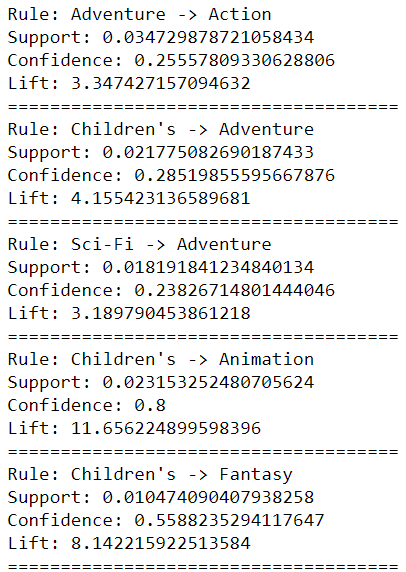 Rule: Adventure -> Action
Support: 0.034729878721058434
Confidence: 0.25557809330628806
Lift: 3.347427157094632
=====================================
Rule: Children's -> Adventure
Support: 0.021775082690187433
Confidence: 0.28519855595667876
Lift: 4.155423136589681
=====================================
Rule: Sci-Fi -> Adventure
Support: 0.018191841234840134
Confidence: 0.23826714801444046
Lift: 3.189790453861218
=====================================
Rule: Children's -> Animation
Support: 0.023153252480705624
Confidence: 0.8
Lift: 11.656224899598396
=====================================
Rule: Children's -> Fantasy
Support: 0.010474090407938258
Confidence: 0.5588235294117647
Lift: 8.142215922513584
=====================================